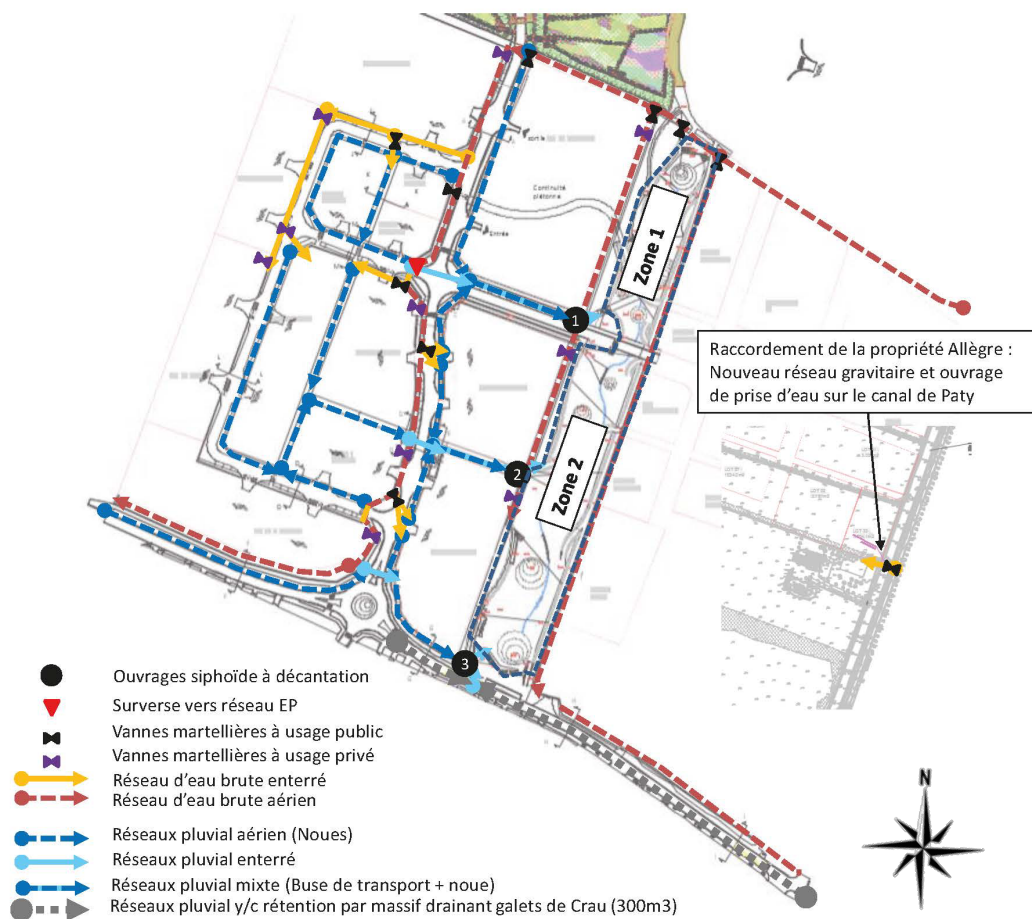 Continuité
piétonne
Entrée
Zone 1
Zone 2
1
2
3
Raccordement de la propriété Allègre :
Nouveau réseau gravitaire et ouvrage
de prise d'eau sur le canal de Paty
Ouvrages siphoïde à décantation
Surverse vers réseau EP
Vannes martellières à usage public
Vannes martellières à usage privé
Réseau d'eau brute enterré
Réseau d'eau brute aérien
Réseaux pluvial aérien (Noues)
Réseaux pluvial enterré
Réseaux pluvial mixte (Buse de transport + noue)
Réseaux pluvial y/c rétention par massif drainant galets de Crau (300m3)
N